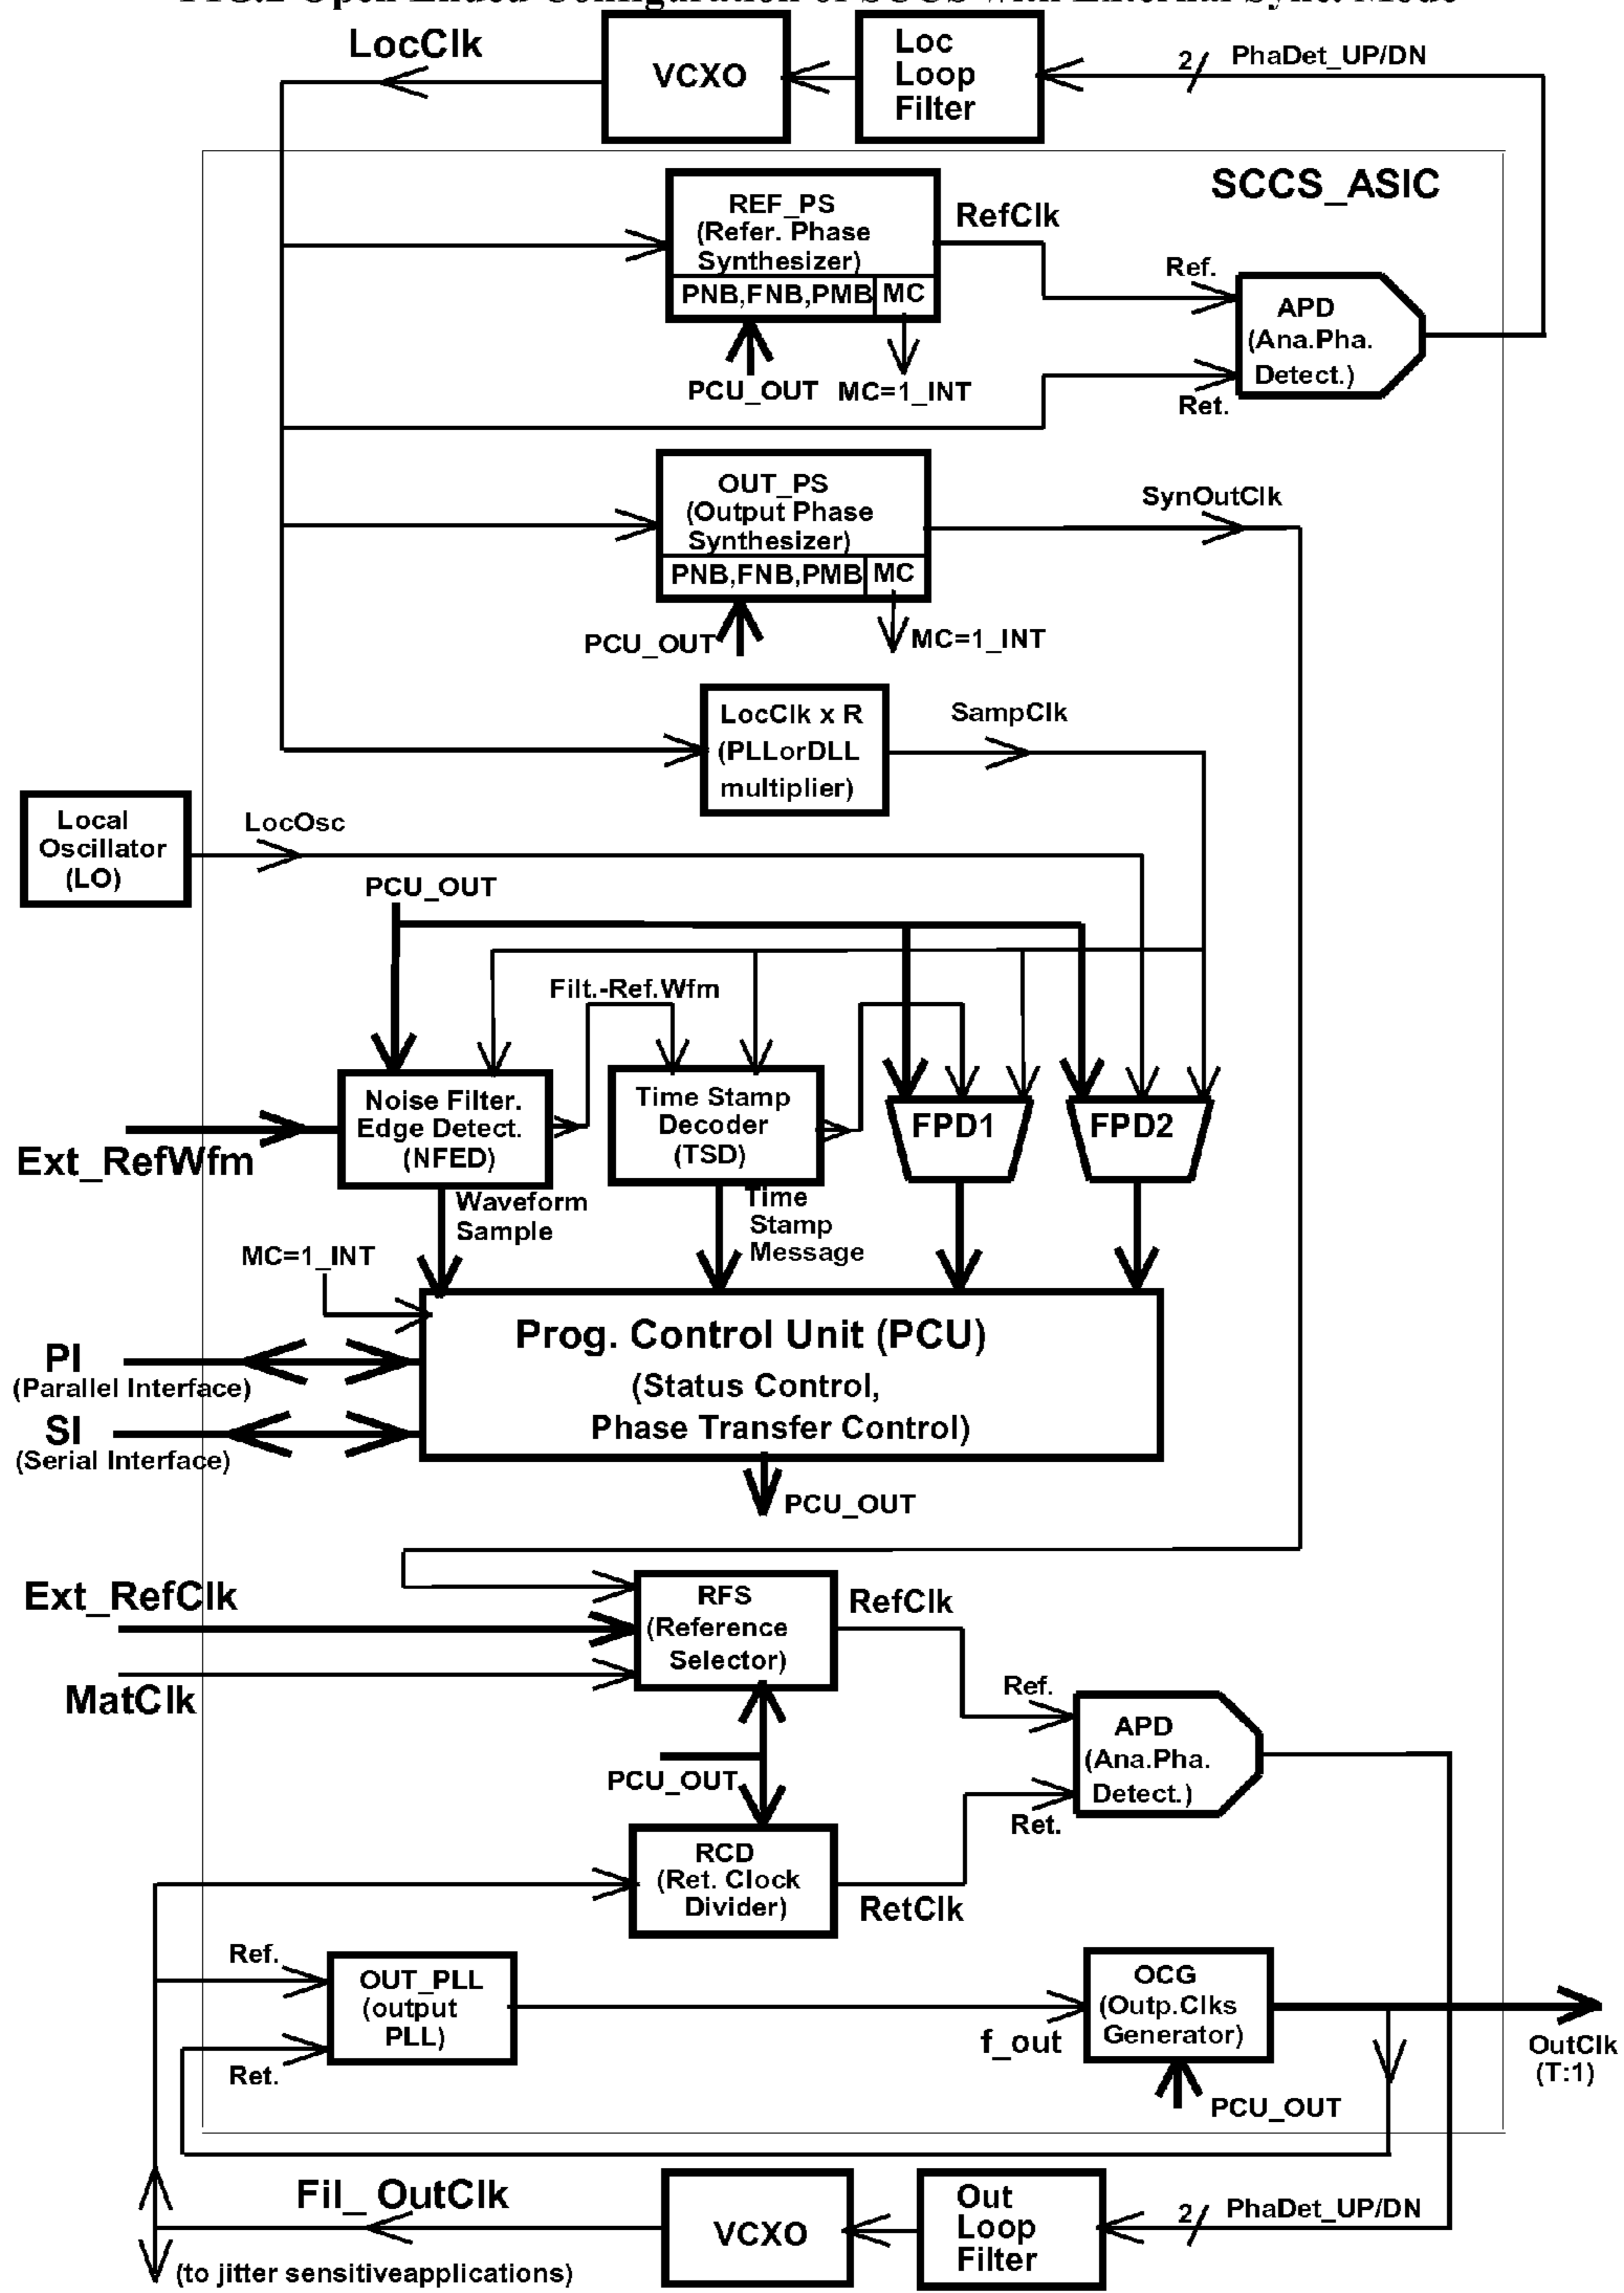 LocClk
VCXO
Loc
Loop
Filter
2/
PhaDet_UP/DN
SCCS_ASIC
REF_PS
(Refer. Phase
Synthesizer)
PNB,FNB,PMB
MC
RefClk
Ref.
APD
(Ana.Pha.
Detect.)
Ret.
PCU_OUT
MC=1_INT
OUT_PS
(Output Phase
Synthesizer)
PNB,FNB,PMB
MC
SynOutClk
PCU_OUT
MC=1_INT
LocClk x R
(PLLorDLL
multiplier)
SampClk
Local
Oscillator
(LO)
LocOsc
PCU_OUT
Filt.-Ref.Wfm
Noise Filter.
Edge Detect.
(NFED)
Time Stamp
Decoder
(TSD)
FPD1
FPD2
Ext_RefWfm
Waveform
Sample
Time
Stamp
Message
MC=1_INT
Prog. Control Unit (PCU)
(Status Control,
Phase Transfer Control)
PI
(Parallel Interface)
SI
(Serial Interface)
PCU_OUT
Ext_RefClk
MatClk
RFS
(Reference
Selector)
RefClk
Ref.
APD
(Ana.Pha.
Detect.)
Ret.
PCU_OUT
RCD
(Ret. Clock
Divider)
RetClk
Ref.
OUT_PLL
(output
PLL)
Ret.
f_out
OCG
(Outp.Clks
Generator)
OutClk
(T:1)
PCU_OUT
Fil_ OutClk
VCXO
Out
Loop
Filter
2/
PhaDet_UP/DN
(to jitter sensitiveapplications)